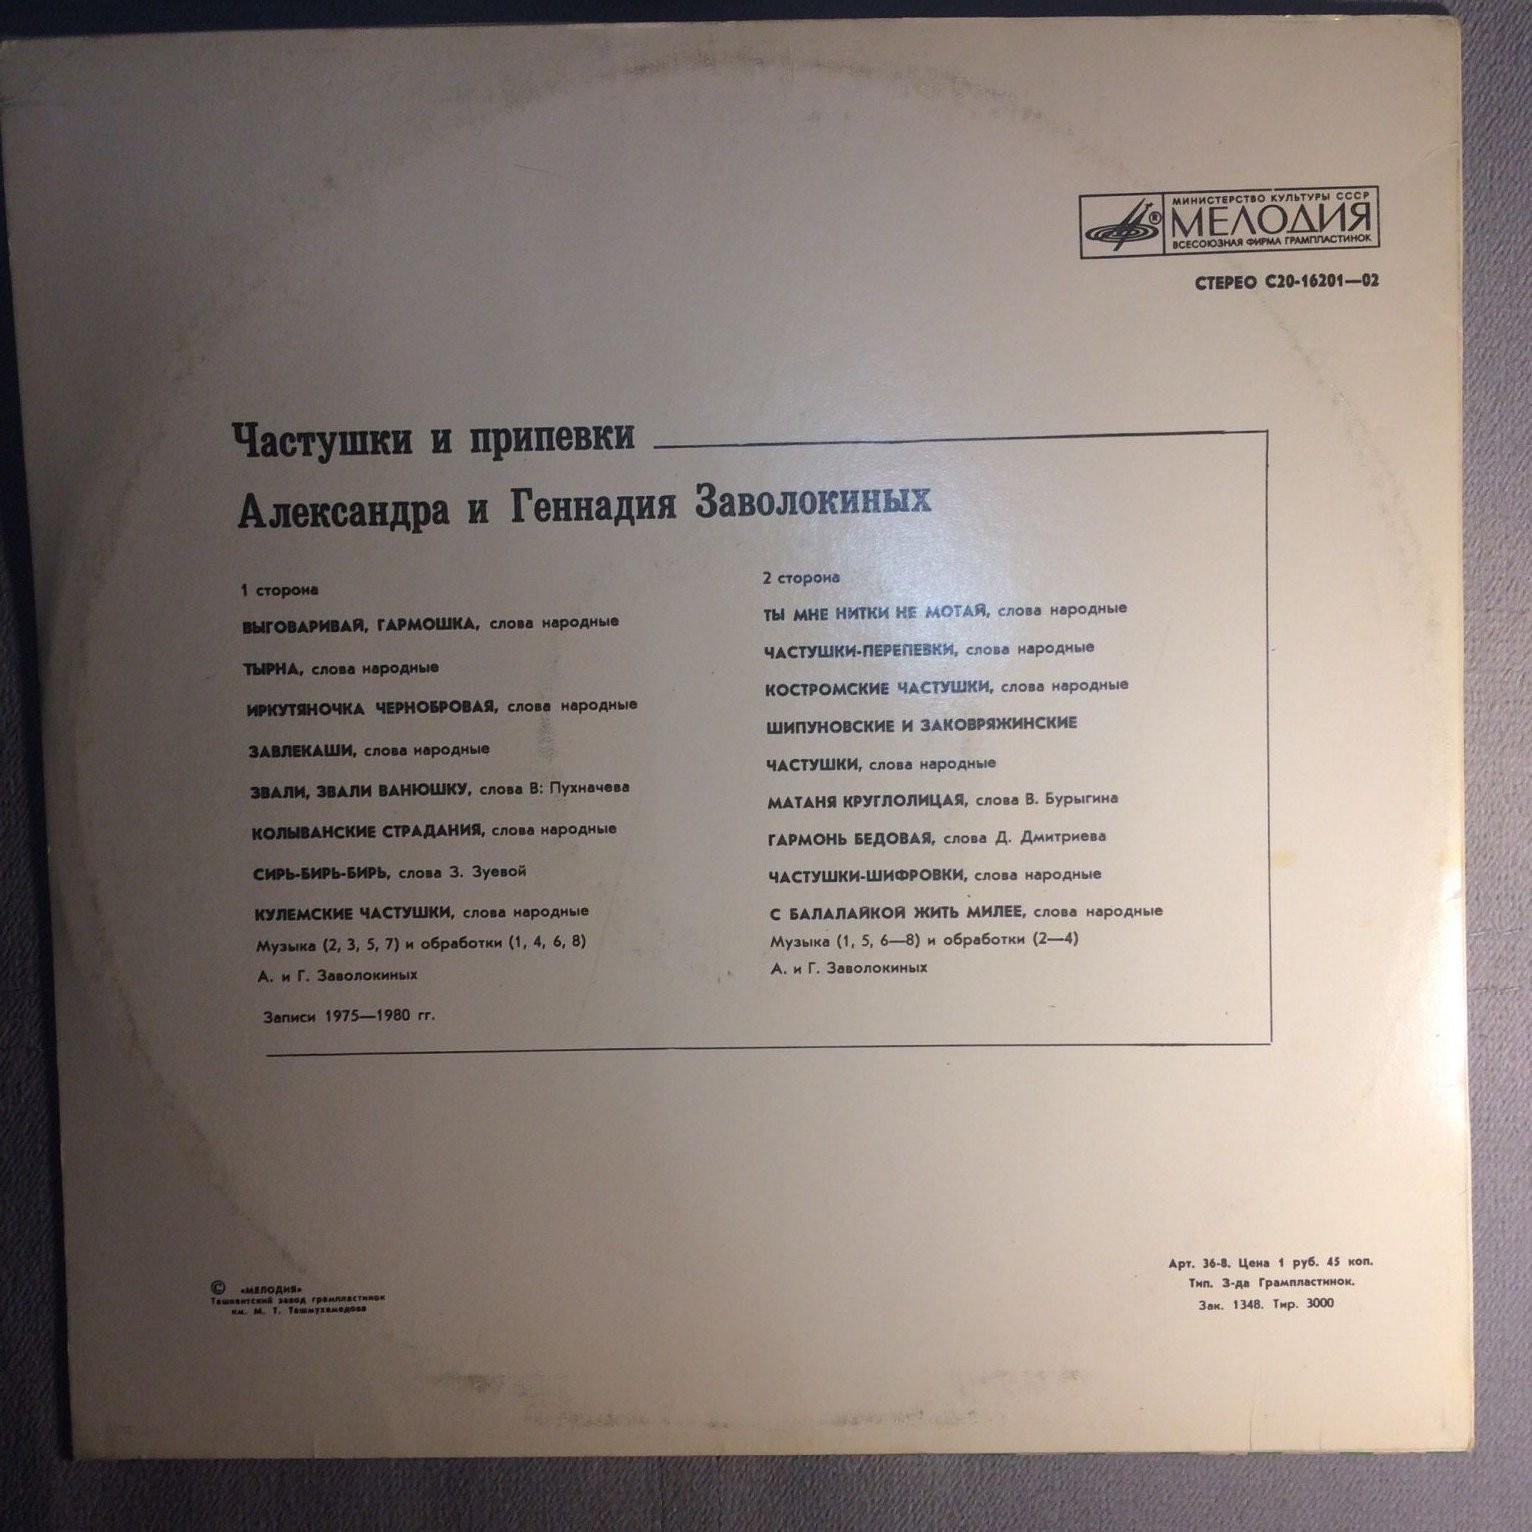 МИНИСТЕРСТВО КУЛЬТУРЫ СССР
МЕЛОДИЯ
ВСЕСОЮЗНАЯ ФИРМА ГРАМПЛАСТИНОК
®
СТЕРЕО С20-16201—02
Частушки и припевки
Александра и Геннадия Заволокиных
1 сторона
ВЫГОВАРИВАЙ, ГАРМОШКА, слова народные
ТЫРНА, слова народные
ИРКУТЯНОЧКА ЧЕРНОБРОВАЯ, слова народные
ЗАВЛЕКАШИ, слова народные
ЗВАЛИ, ЗВАЛИ ВАНЮШКУ, слова В: Пухначева
КОЛЫВАНСКИЕ СТРАДАНИЯ, слова народные
СИРЬ-БИРЬ-БИРЬ, слова З. Зуевой
КУЛЕМСКИЕ ЧАСТУШКИ, слова народные
Музыка (2, 3, 5, 7) и обработки (1, 4, 6, 8)
А. и Г. Заволокиных
Записи 1975—1980 гг.
2 сторона
ТЫ МНЕ НИТКИ НЕ МОТАЙ, слова народные
ЧАСТУШКИ-ПЕРЕПЕВКИ, слова народные
КОСТРОМСКИЕ ЧАСТУШКИ, слова народные
ШИПУНОВСКИЕ И ЗАКОВРЯЖИНСКИЕ
ЧАСТУШКИ, слова народные
МАТАНЯ КРУГЛОЛИЦАЯ, слова В. Бурыгина
ГАРМОНЬ БЕДОВАЯ, слова Д. Дмитриева
ЧАСТУШКИ-ШИФРОВКИ, слова народные
С БАЛАЛАЙКОЙ ЖИТЬ МИЛЕЕ, слова народные
Музыка (1, 5, 6—8) и обработки (2—4)
А. и Г. Заволокиных
© «МЕЛОДИЯ»
Ташкентский завод грампластинок
им. М. Т. Ташмухамедова
Арт. 36-8. Цена 1 руб. 45 коп.
Тип. З-да Грампластинок.
Зак. 1348. Тир. 3000